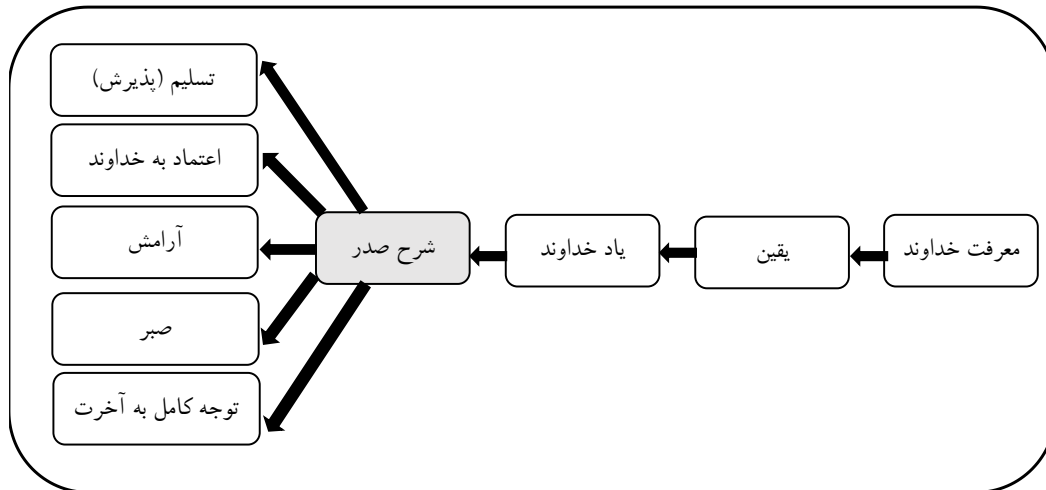 معرفت خداوند
یقین
یاد خداوند
شرح صدر
تسلیم (پذیرش)
اعتماد به خداوند
آرامش
صبر
توجه کامل به آخرت